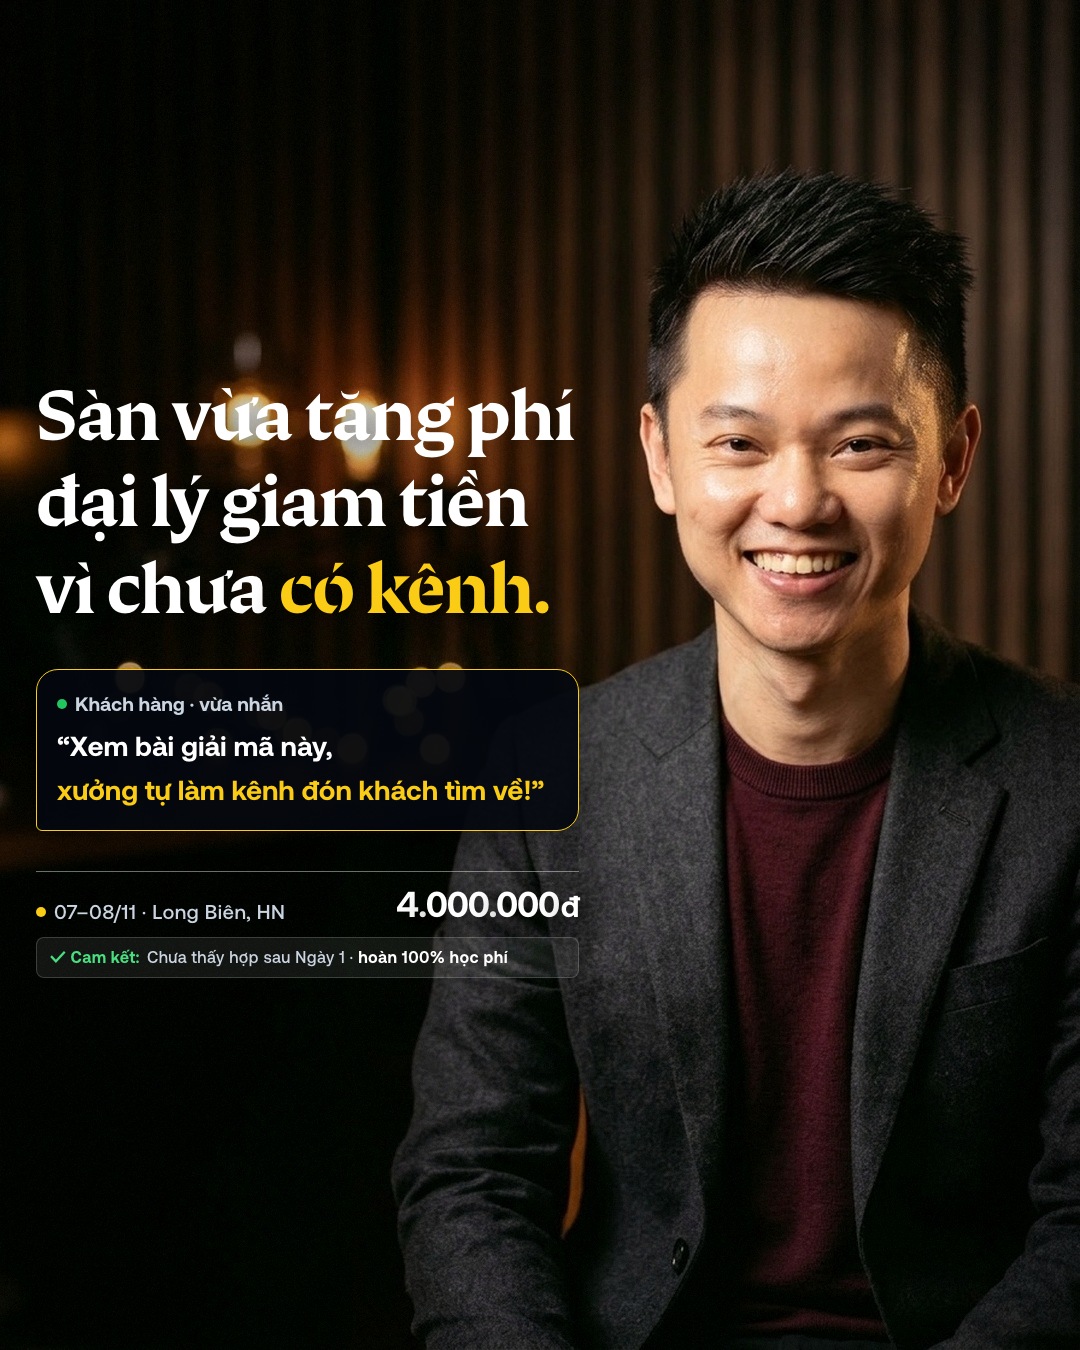 Sàn vừa tăng phí
đại lý giam tiền
vì chưa có kênh.
Khách hàng · vừa nhắn
“Xem bài giải mã này,
xưởng tự làm kênh đón khách tìm về!”
07–08/11 · Long Biên, HN
4.000.000đ
✓ Cam kết: Chưa thấy hợp sau Ngày 1 · hoàn 100% học phí